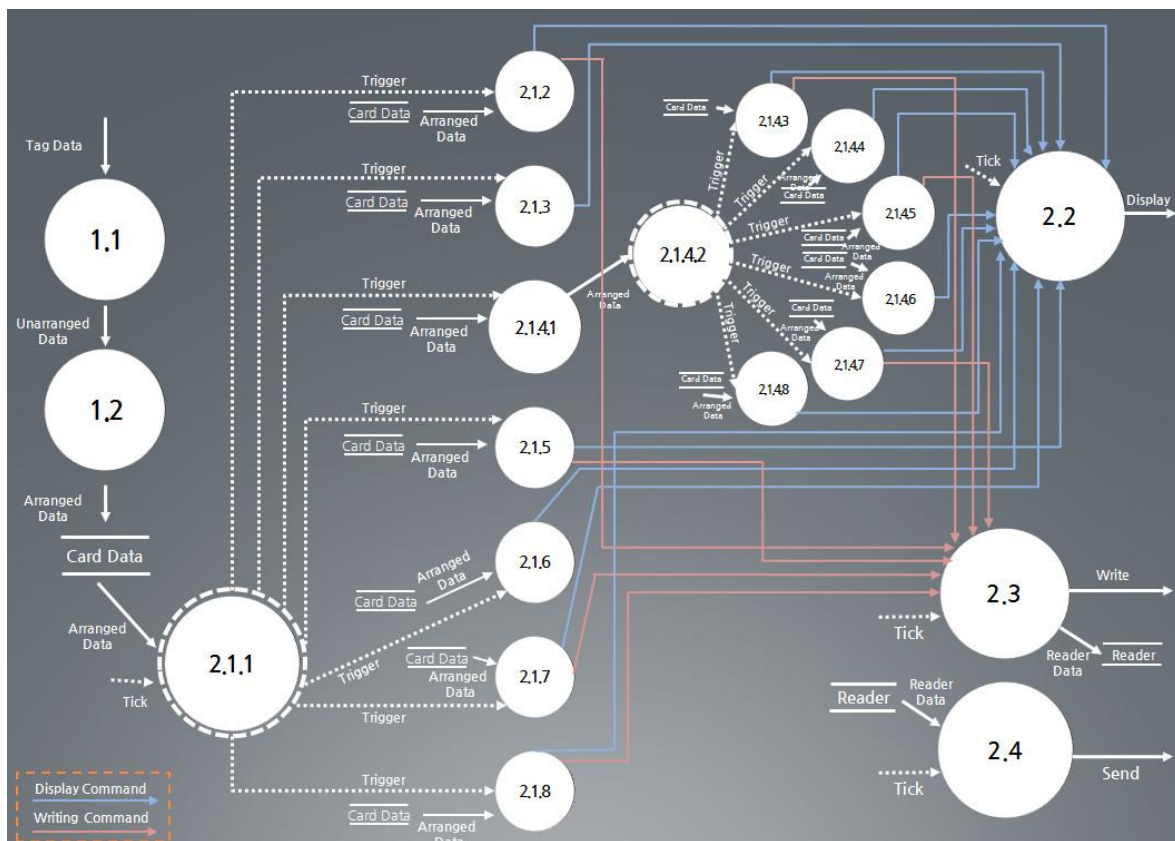 Tag Data
1.1
Unarranged
Data
1.2
Arranged
Data
Card Data
Arranged
Data
Tick
2.1.1
Trigger
Card Data
Arranged
Data
2.1.2
Trigger
Card Data
Arranged
Data
2.1.3
Trigger
Card Data
Arranged
Data
2.1.4.1
Arranged
Data
Trigger
Card Data
Arranged
Data
2.1.5
Arranged
Data
Card Data
Trigger
2.1.6
Card Data
Arranged
Data
Trigger
2.1.7
Trigger
Card Data
Arranged
Data
2.1.8
2.1.4.2
Card Data
Trigger
2.1.4.3
Trigger
Arranged
Data
Card Data
2.1.4.4
Trigger
Card Data
Arranged
Data
2.1.4.5
Trigger
Card Data
Arranged
Data
2.1.4.6
Trigger
Card Data
Arranged
Data
2.1.4.7
Trigger
Card Data
Arranged
Data
2.1.4.8
Tick
2.2
Display
2.3
Write
Tick
Reader
Data
Reader
Reader
Reader
Data
2.4
Tick
Send
Display Command
Writing Command